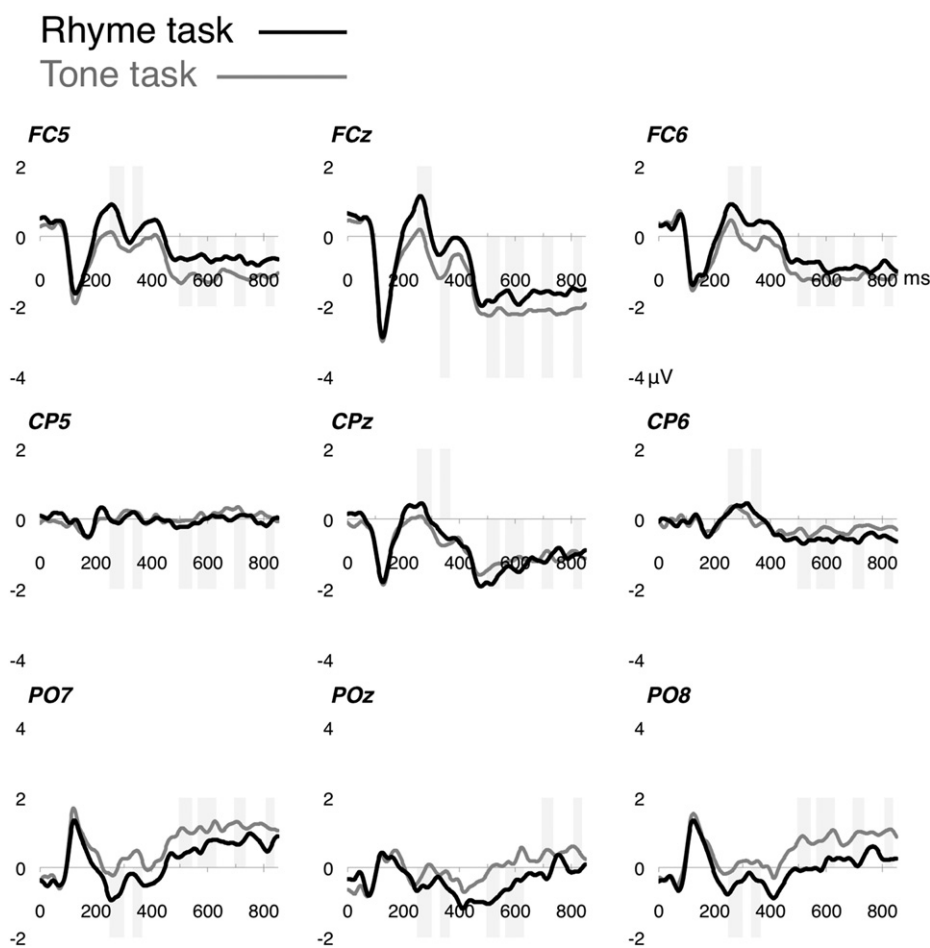 Rhyme task
Tone task
FC5 FCz FC6
2 2 2
0 0 0
0 200 400 600 800 0 200 400 600 800 0 200 400 600 800 ms
-2 -2 -2
-4 -4 -4 µV
CP5 CPz CP6
2 2 2
0 0 0
0 200 400 600 800 0 200 400 600 800 0 200 400 600 800
-2 -2 -2
-4 -4 -4
PO7 POz PO8
4 4 4
2 2 2
0 0 0
0 200 400 600 800 0 200 400 600 800 0 200 400 600 800
-2 -2 -2